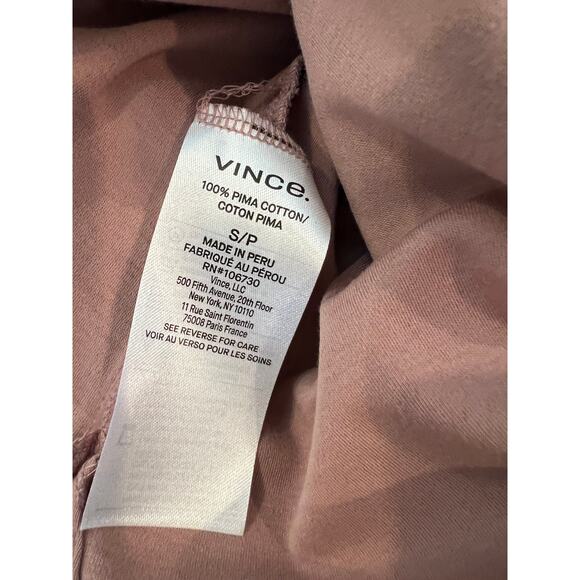 VINCE.
100% PIMA COTTON/
COTON PIMA
S/P
MADE IN PERU
FABRIQUÉ AU PÉROU
RN#106730
Vince, LLC
500 Fifth Avenue, 20th Floor
New York, NY 10110
11 Rue Saint Florentin
75008 Paris France
SEE REVERSE FOR CARE
VOIR AU VERSO POUR LES SOINS